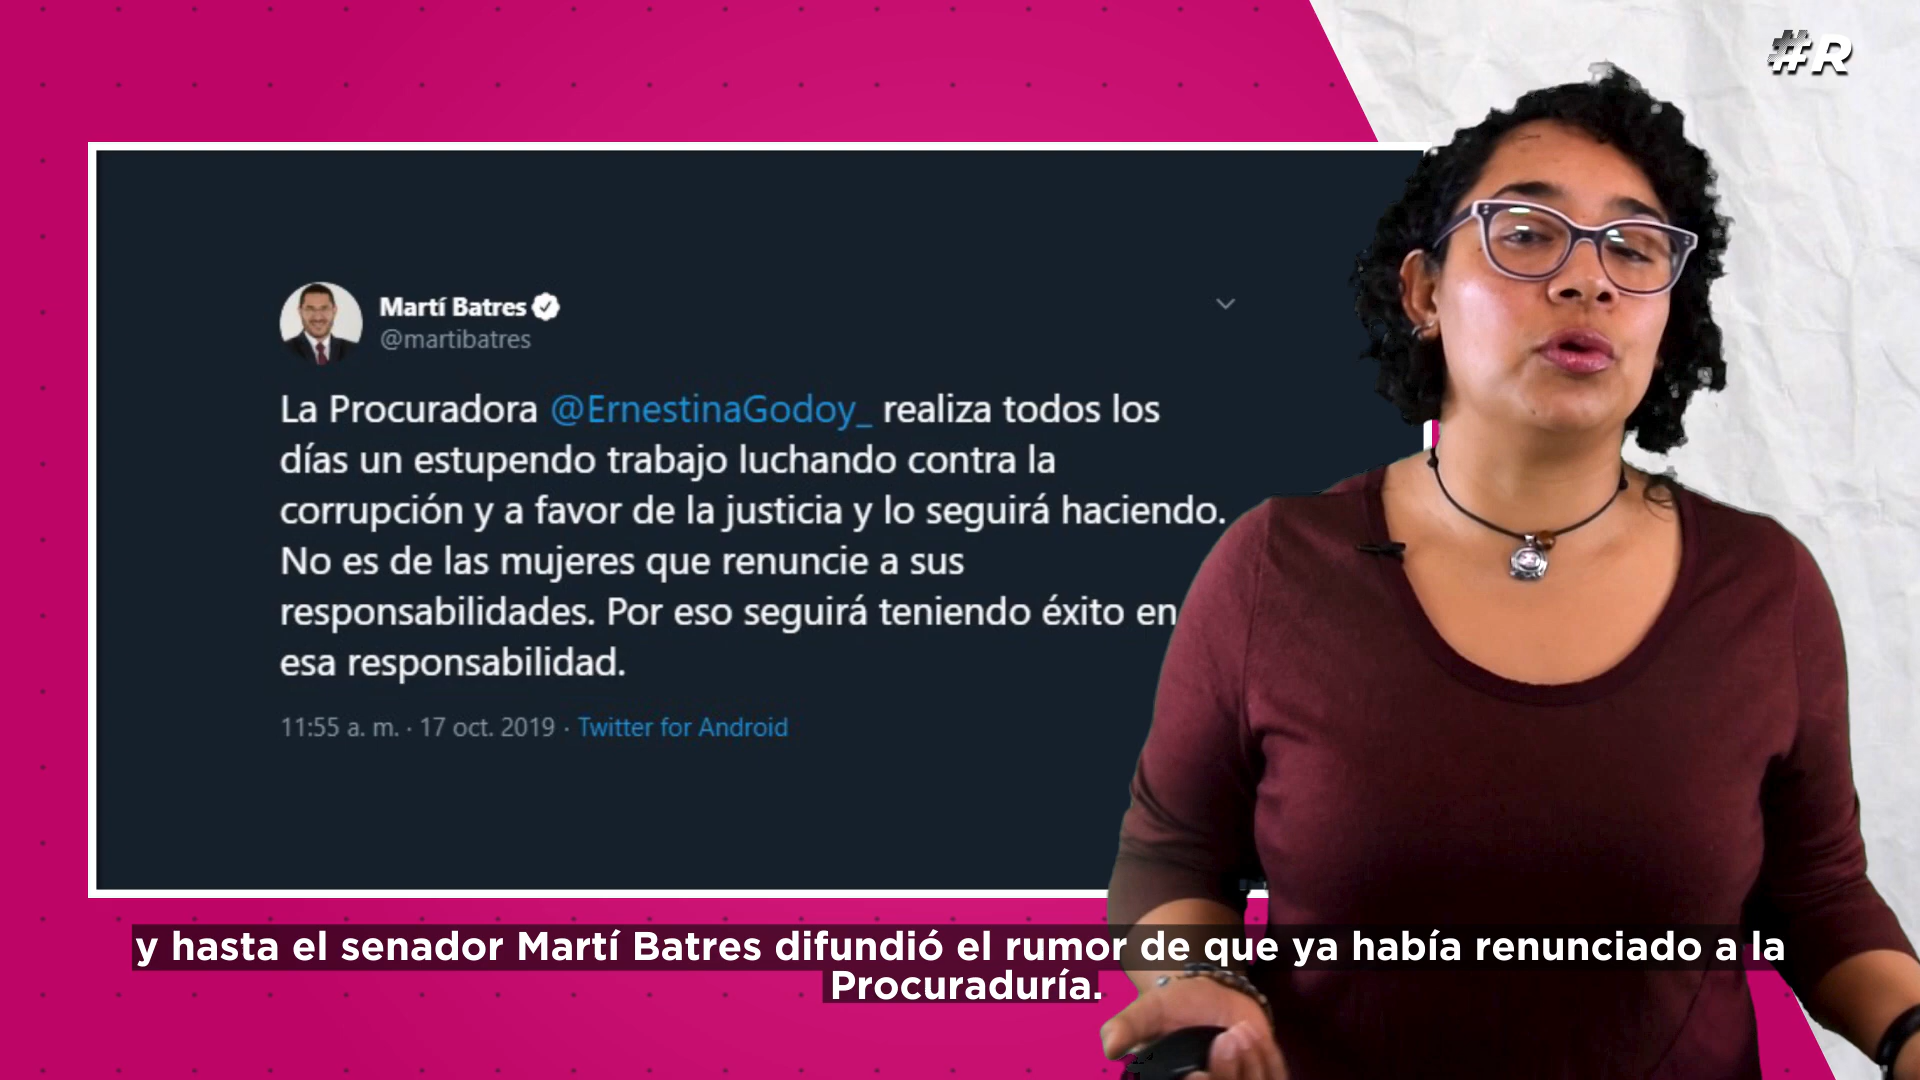 #R
Martí Batres
@martibatres
La Procuradora @ErnestinaGodoy_ realiza todos los
días un estupendo trabajo luchando contra la
corrupción y a favor de la justicia y lo seguirá haciendo.
No es de las mujeres que renuncie a sus
responsabilidades. Por eso seguirá teniendo éxito en
esa responsabilidad.
11:55 a. m. · 17 oct. 2019 · Twitter for Android
y hasta el senador Martí Batres difundió el rumor de que ya había renunciado a la
Procuraduría.